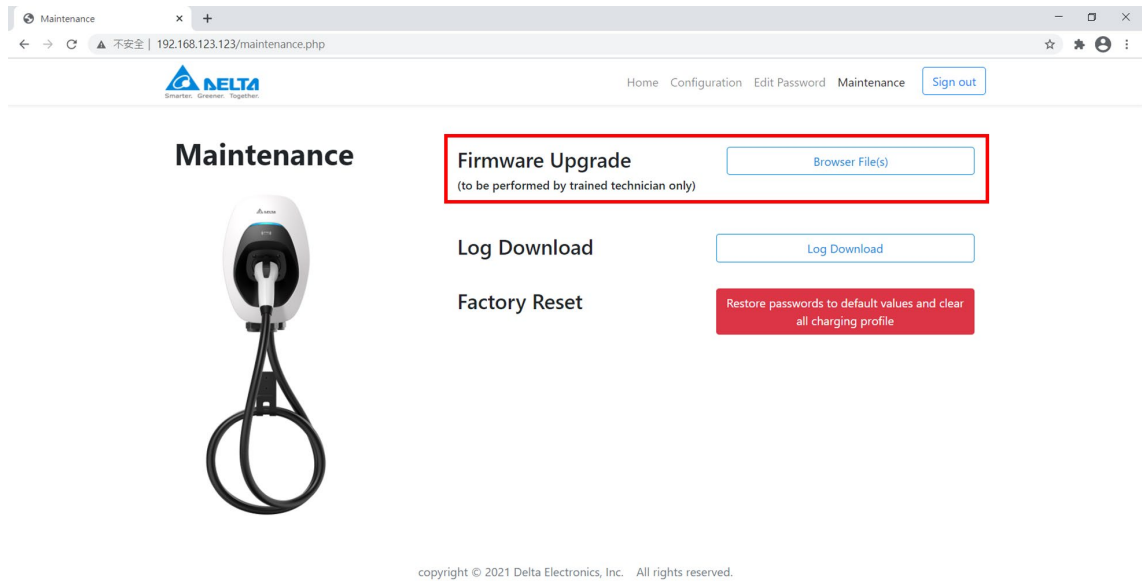 Maintenance
不安全 | 192.168.123.123/maintenance.php
DELTA
Smarter. Greener. Together.
Home Configuration Edit Password Maintenance Sign out
Maintenance
Firmware Upgrade
Browser File(s)
(to be performed by trained technician only)
Log Download
Log Download
Factory Reset
Restore passwords to default values and clear
all charging profile
copyright © 2021 Delta Electronics, Inc. All rights reserved.